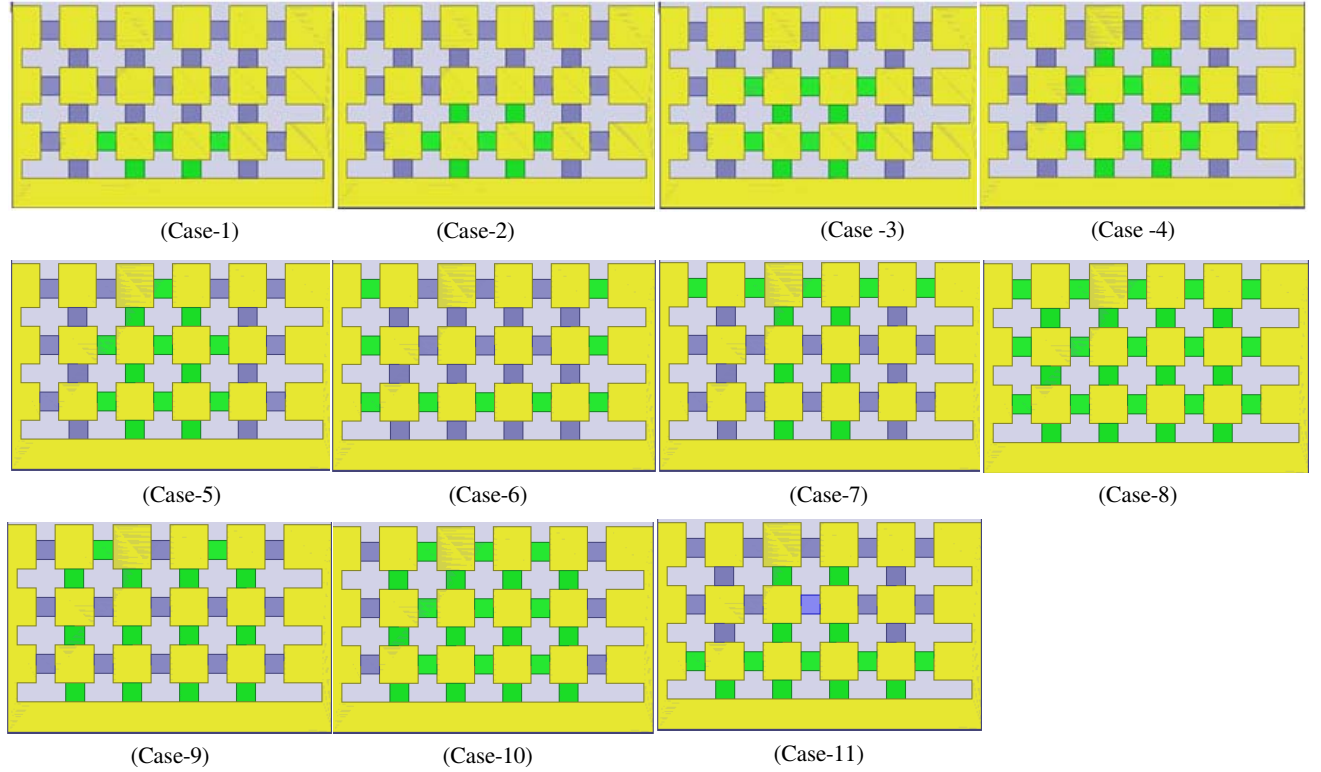 (Case-1)
(Case-2)
(Case -3)
(Case -4)
(Case-5)
(Case-6)
(Case-7)
(Case-8)
(Case-9)
(Case-10)
(Case-11)